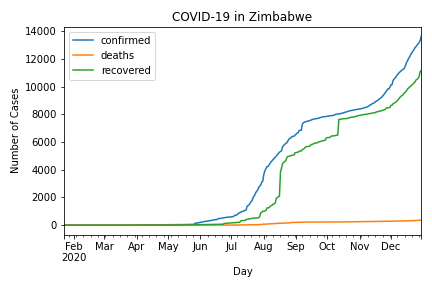 COVID-19 in Zimbabwe
confirmed
deaths
recovered
14000
12000
10000
8000
6000
4000
2000
0
Number of Cases
Feb Mar Apr May Jun Jul Aug Sep Oct Nov Dec
2020
Day